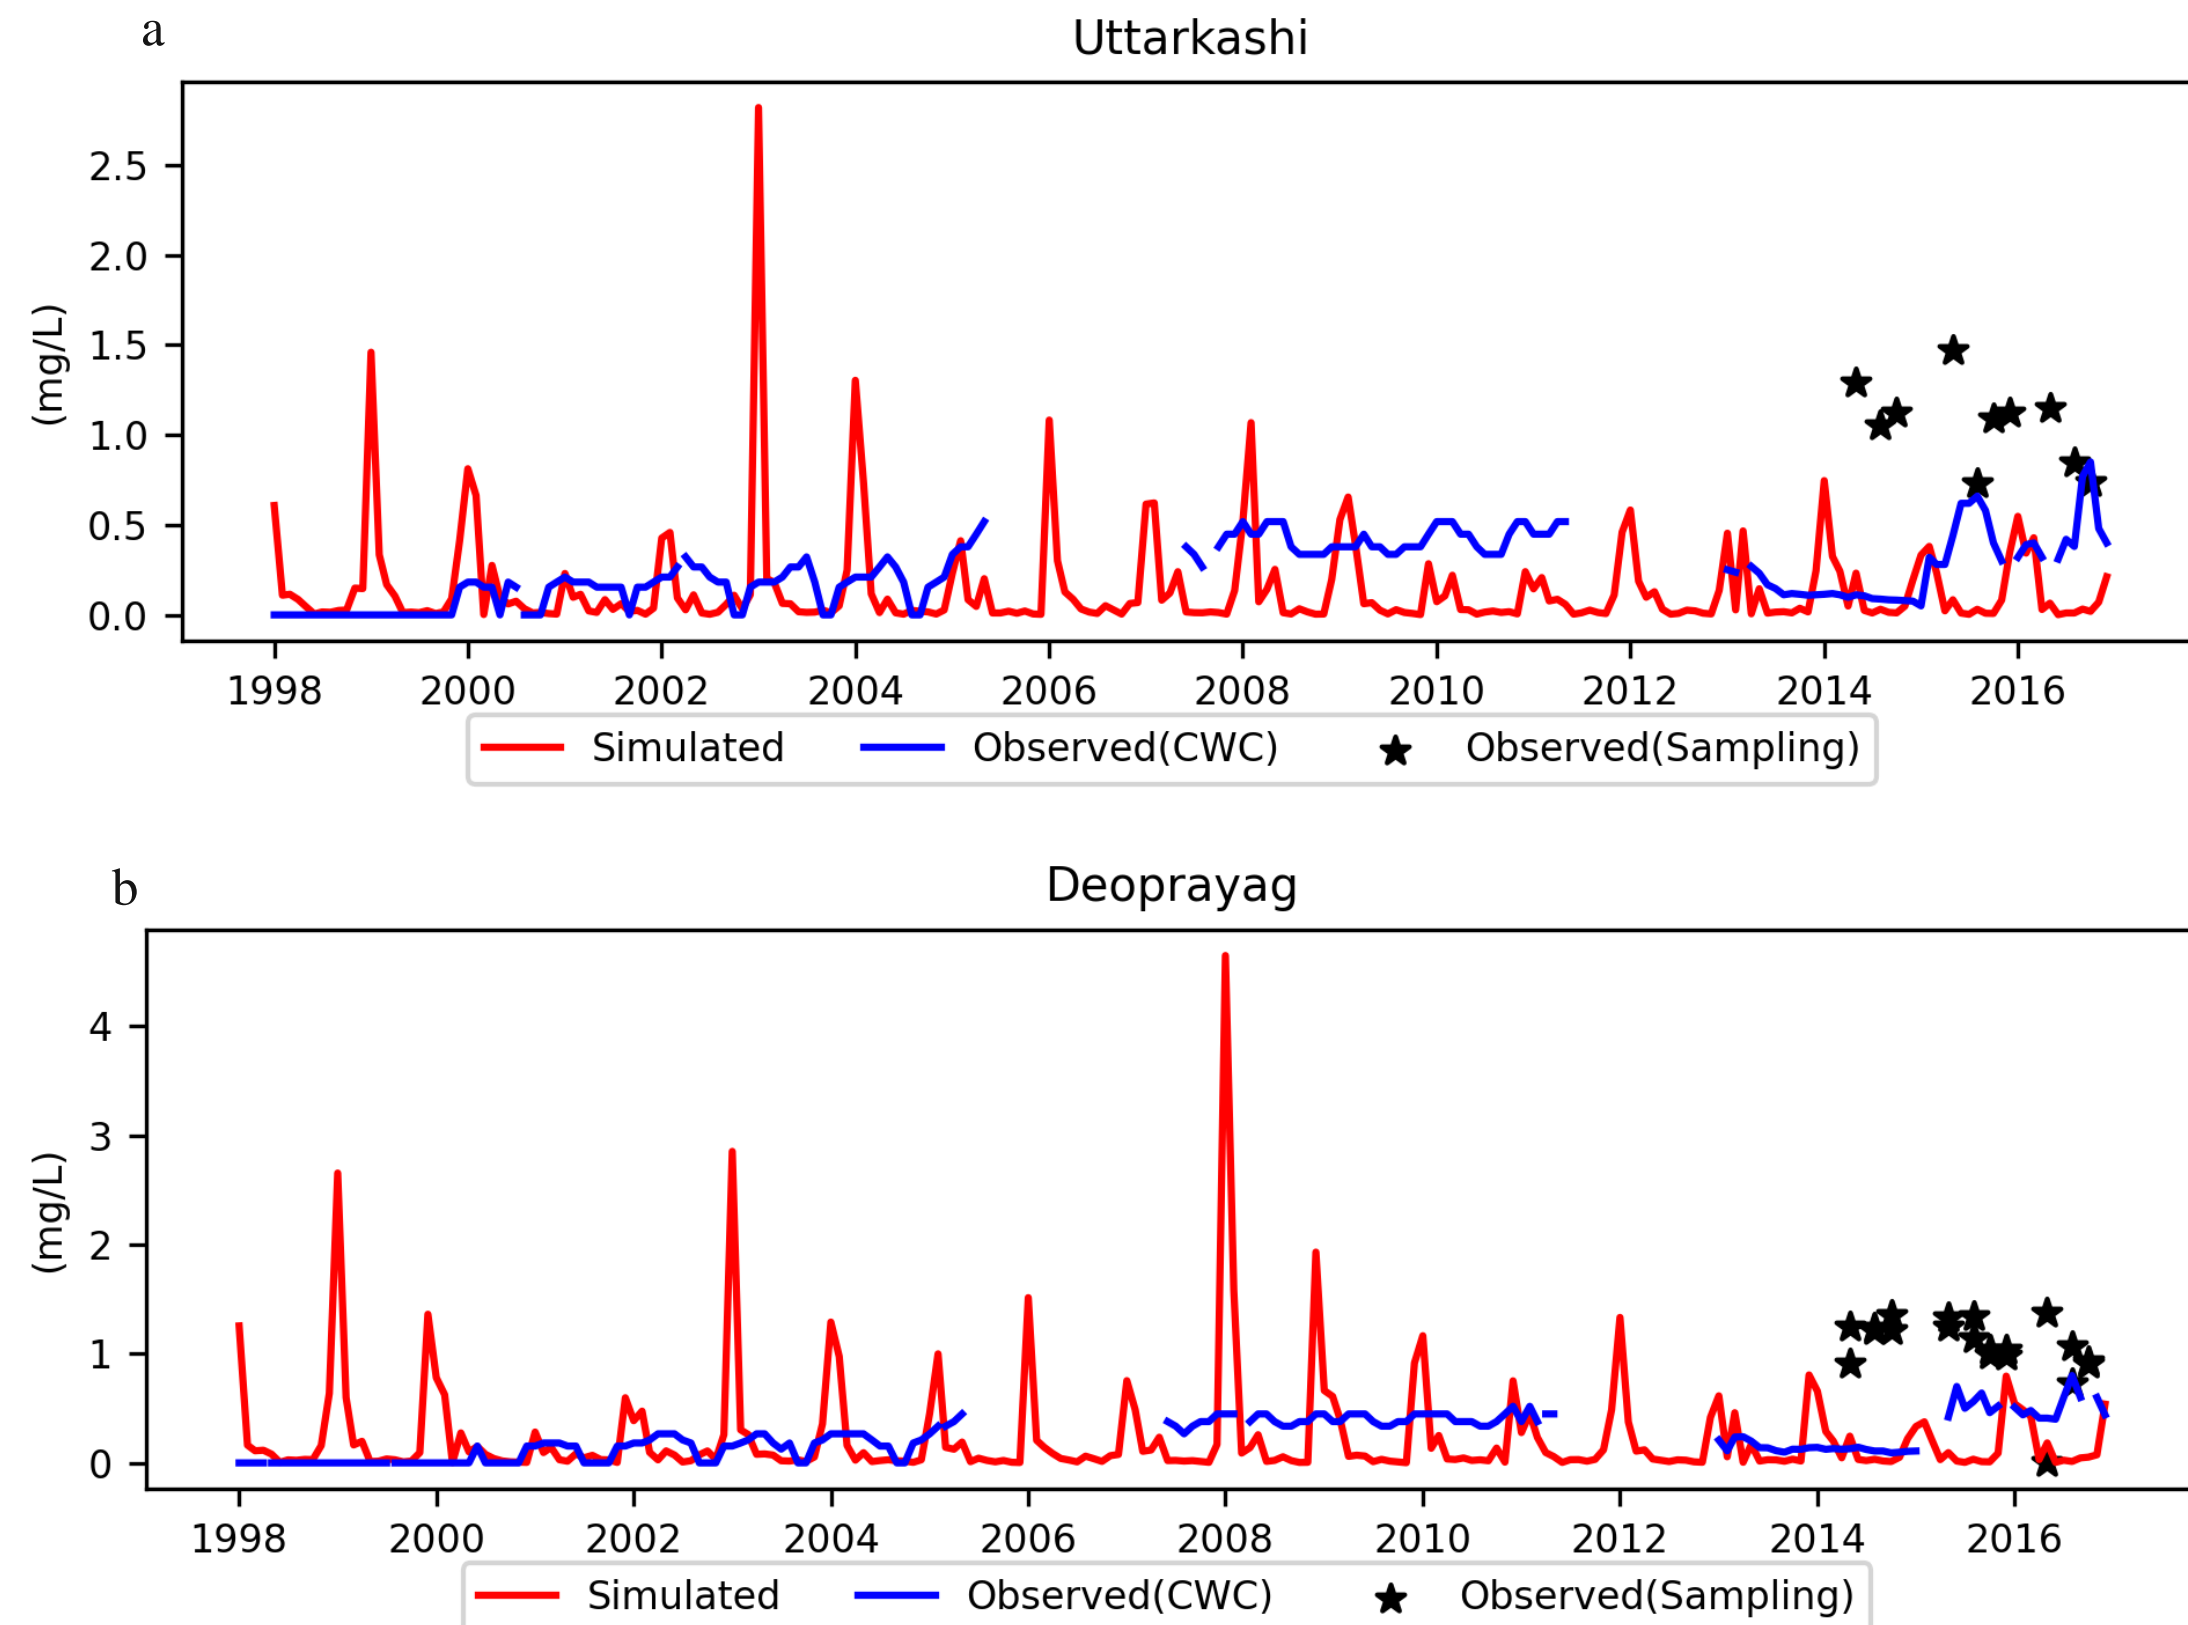 a
Uttarkashi
(mg/L)
2.5
2.0
1.5
1.0
0.5
0.0
1998 2000 2002 2004 2006 2008 2010 2012 2014 2016
Simulated Observed(CWC) Observed(Sampling)
b
Deoprayag
(mg/L)
4
3
2
1
0
1998 2000 2002 2004 2006 2008 2010 2012 2014 2016
Simulated Observed(CWC) Observed(Sampling)